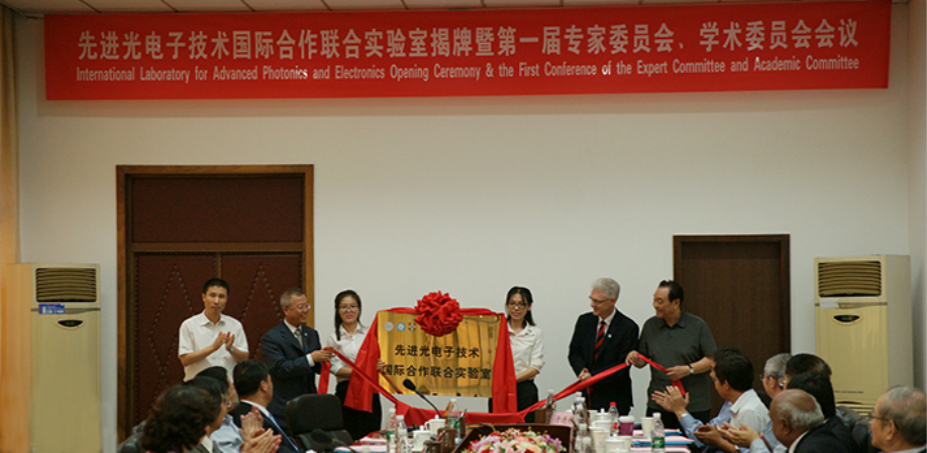 先进光电子技术国际合作联合实验室揭牌暨第一届专家委员会、学术委员会会议
International Laboratory for Advanced Photonics and Electronics Opening Ceremony & the First Conference of the Expert Committee and Academic Committee
先进光电子技术
国际合作联合实验室